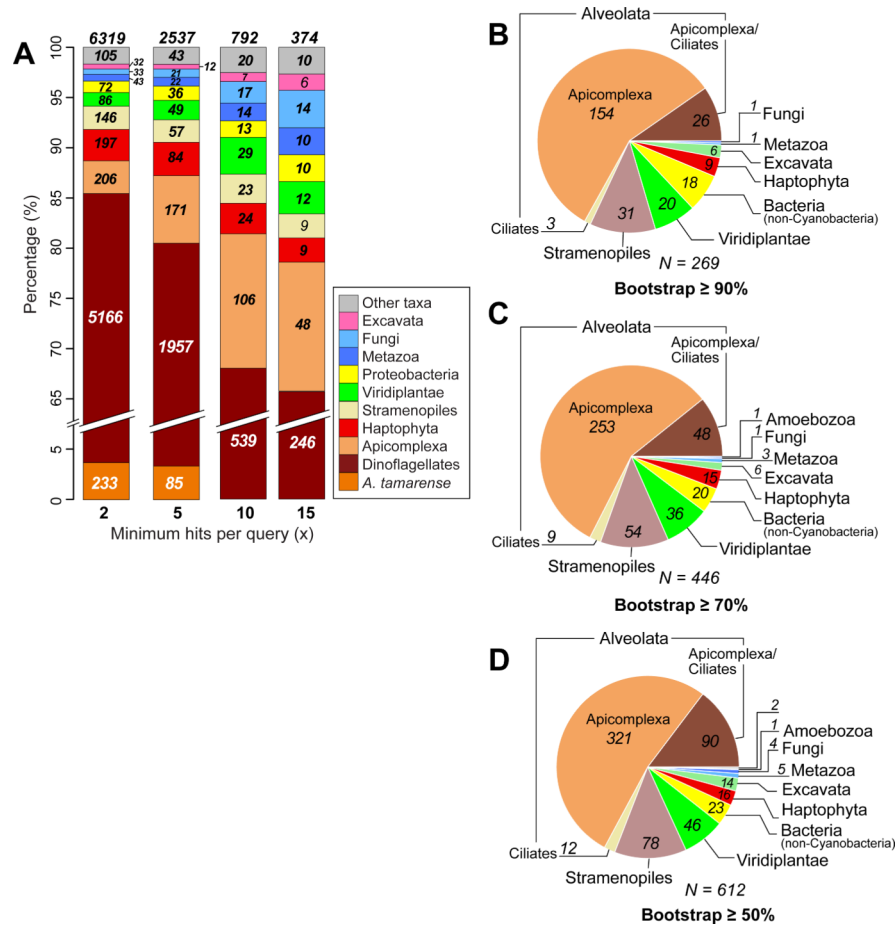 A
6319 2537 792 374
100
95
90
85
80
75
70
65
5
0
Percentage (%)
105
32
33
43
72
86
146
197
206
5166
233
43
12
21
22
36
49
57
84
171
1957
85
20
7
17
14
13
29
23
24
106
539
10
6
14
10
10
12
9
9
48
246
2 5 10 15
Minimum hits per query (x)
Other taxa
Excavata
Fungi
Metazoa
Proteobacteria
Viridiplantae
Stramenopiles
Haptophyta
Apicomplexa
Dinoflagellates
A. tamarense
B
Alveolata
Apicomplexa/
Ciliates
Apicomplexa
154
26
1
Fungi
1
Metazoa
6
Excavata
9
Haptophyta
18
Bacteria
(non-Cyanobacteria)
20
Viridiplantae
31
Stramenopiles
Ciliates 3
N = 269
Bootstrap ≥ 90%
C
Alveolata
Apicomplexa/
Ciliates
Apicomplexa
253
48
1
Amoebozoa
1
Fungi
3
Metazoa
6
Excavata
15
Haptophyta
20
Bacteria
(non-Cyanobacteria)
36
Viridiplantae
54
Stramenopiles
Ciliates 9
N = 446
Bootstrap ≥ 70%
D
Alveolata
Apicomplexa/
Ciliates
Apicomplexa
321
90
2
1
Amoebozoa
4
Fungi
5
Metazoa
14
Excavata
16
Haptophyta
23
Bacteria
(non-Cyanobacteria)
46
Viridiplantae
78
Stramenopiles
Ciliates 12
N = 612
Bootstrap ≥ 50%